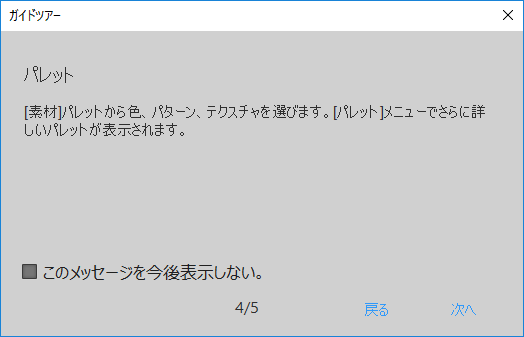 ガイドツアー
パレット
[素材]パレットから色、パターン、テクスチャを選びます。[パレット]メニューでさらに詳
しいパレットが表示されます。
このメッセージを今後表示しない。
4/5
戻る
次へ